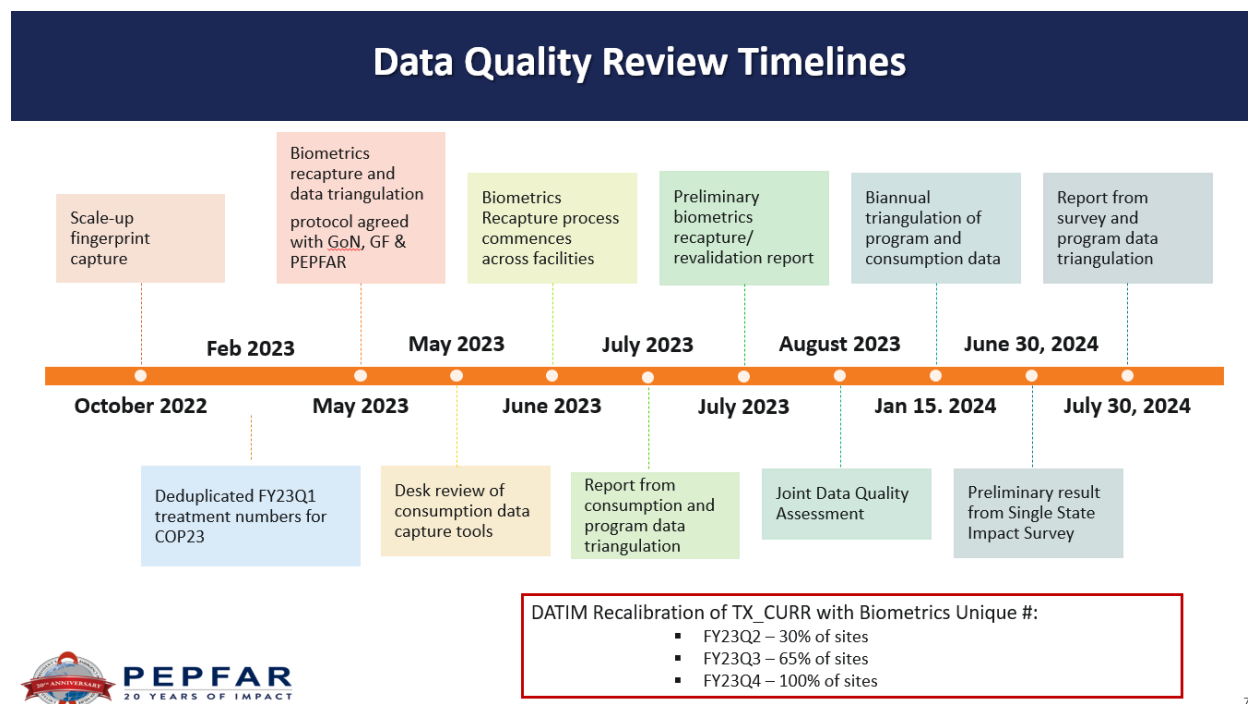 Data Quality Review Timelines
Scale-up
fingerprint
capture
Biometrics
recapture and
data triangulation
protocol agreed
with GoN, GF &
PEPFAR
Biometrics
Recapture process
commences
across facilities
Preliminary
biometrics
recapture/
revalidation report
Biannual
triangulation of
program and
consumption data
Report from
survey and
program data
triangulation
Feb 2023
May 2023
July 2023
August 2023
June 30, 2024
October 2022
May 2023
June 2023
July 2023
Jan 15. 2024
July 30, 2024
Deduplicated FY23Q1
treatment numbers for
COP23
Desk review of
consumption data
capture tools
Report from
consumption and
program data
triangulation
Joint Data Quality
Assessment
Preliminary result
from Single State
Impact Survey
DATIM Recalibration of TX_CURR with Biometrics Unique #:
▪ FY23Q2 – 30% of sites
▪ FY23Q3 – 65% of sites
▪ FY23Q4 – 100% of sites
ANNIVERSARY
PEPFAR
20 YEARS OF IMPACT
7